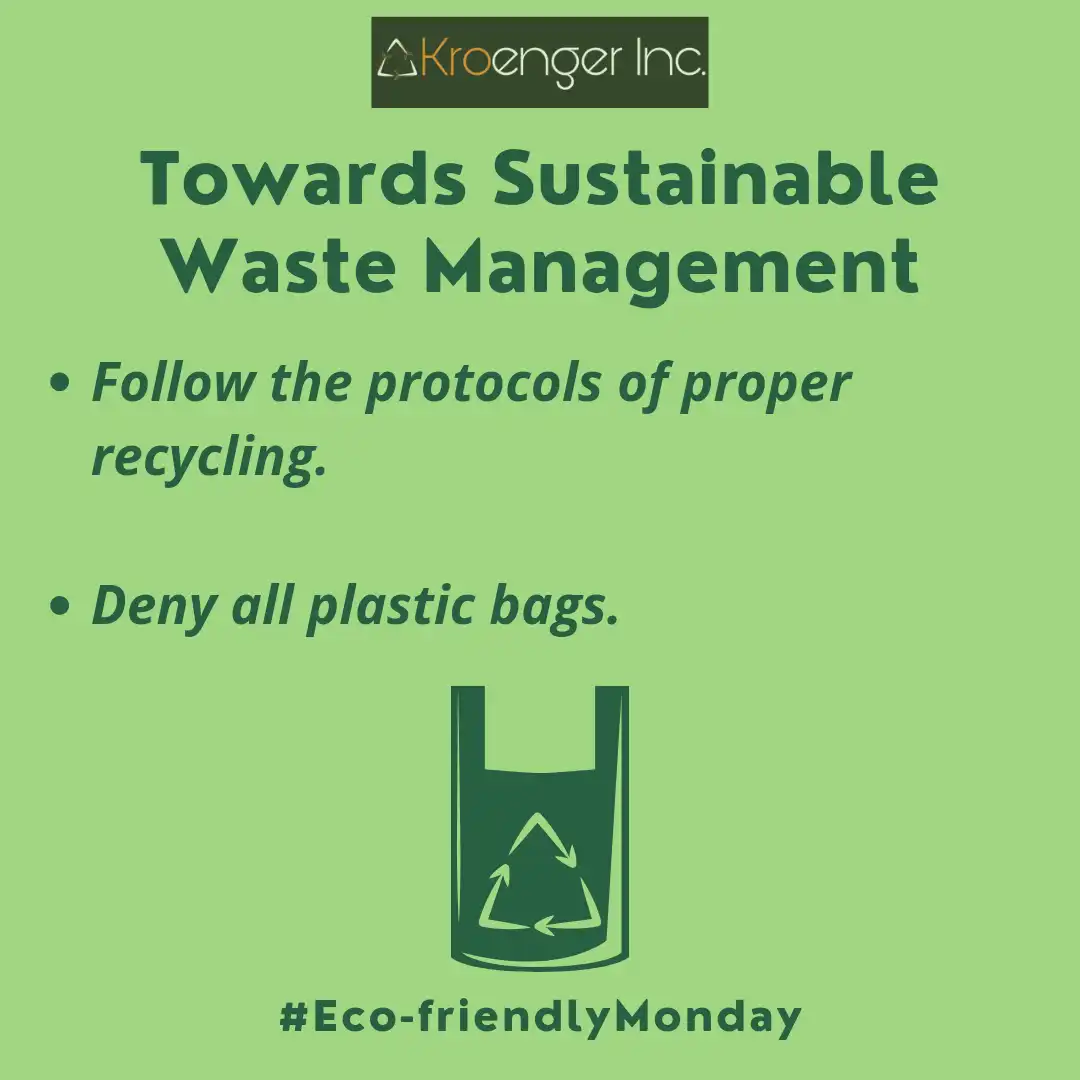 Kroenger Inc.
Towards Sustainable
Waste Management
• Follow the protocols of proper
recycling.
• Deny all plastic bags.
#Eco-friendlyMonday